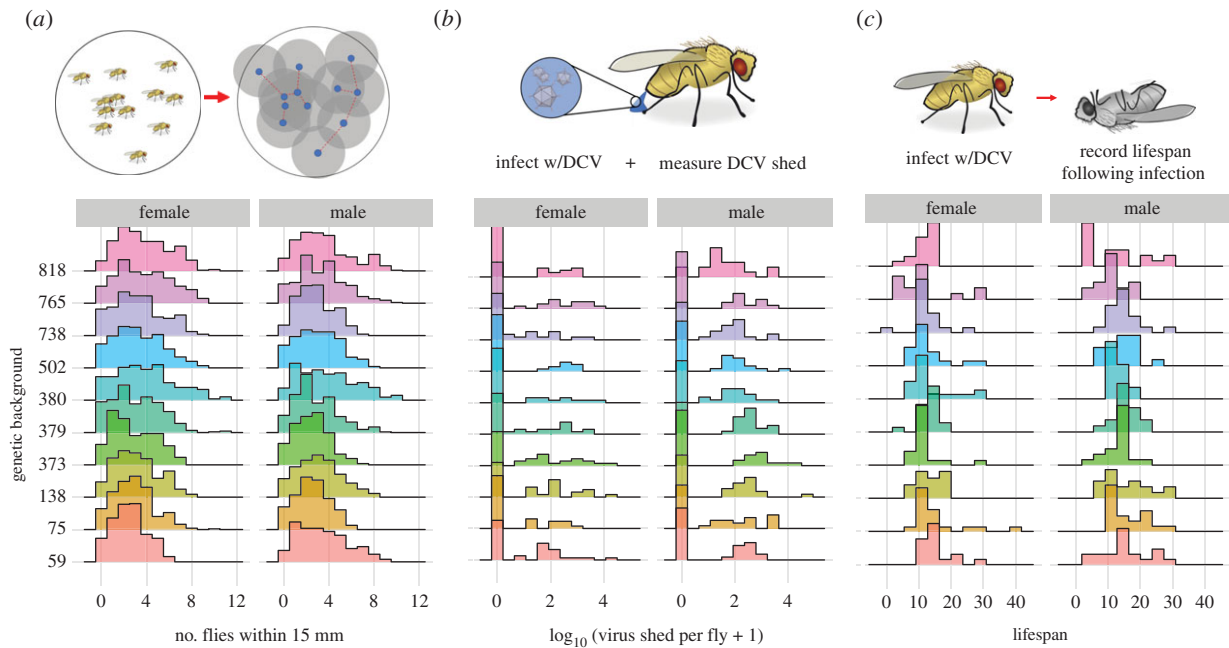 (a)
(b)
(c)
infect w/DCV + measure DCV shed
infect w/DCV
record lifespan
following infection
female male
female male
female male
genetic background
818
765
738
502
380
379
373
138
75
59
0 4 8 12 0 4 8 12
no. flies within 15 mm
0 2 4 0 2 4
log10 (virus shed per fly + 1)
0 10 20 30 40 0 10 20 30 40
lifespan